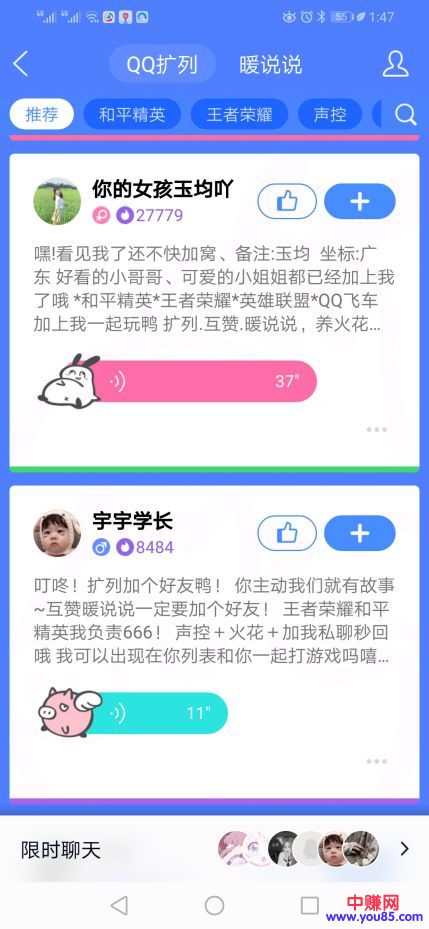 4G 4G 55 1:47
QQ扩列 暖说说
推荐 和平精英 王者荣耀 声控
你的女孩玉均吖
27779
嘿!看见我了还不快加窝、备注:玉均 坐标:广
东 好看的小哥哥、可爱的小姐姐都已经加上我
了哦 *和平精英*王者荣耀*英雄联盟*QQ飞车
加上我一起玩鸭 扩列.互赞.暖说说，养火花...
37"
宇宇学长
8484
叮咚！扩列加个好友鸭！ 你主动我们就有故事
~互赞暖说说一定要加个好友！ 王者荣耀和平
精英我负责666！ 声控＋火花＋加我私聊秒回
哦 我可以出现在你列表和你一起打游戏吗嘻...
11"
限时聊天
中赚网
www.you85.com